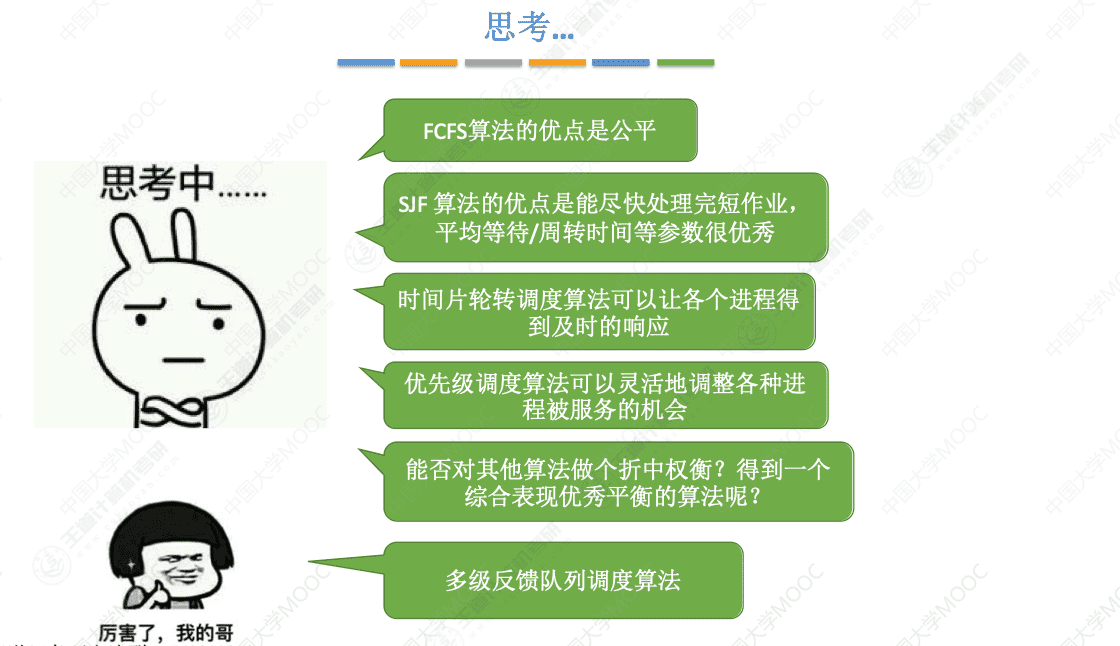 思考...
思考中……
FCFS算法的优点是公平
SJF 算法的优点是能尽快处理完短作业，
平均等待/周转时间等参数很优秀
时间片轮转调度算法可以让各个进程得
到及时的响应
优先级调度算法可以灵活地调整各种进
程被服务的机会
能否对其他算法做个折中权衡？得到一个
综合表现优秀平衡的算法呢？
多级反馈队列调度算法
厉害了，我的哥
中国大学MOOC
王道计算机考研